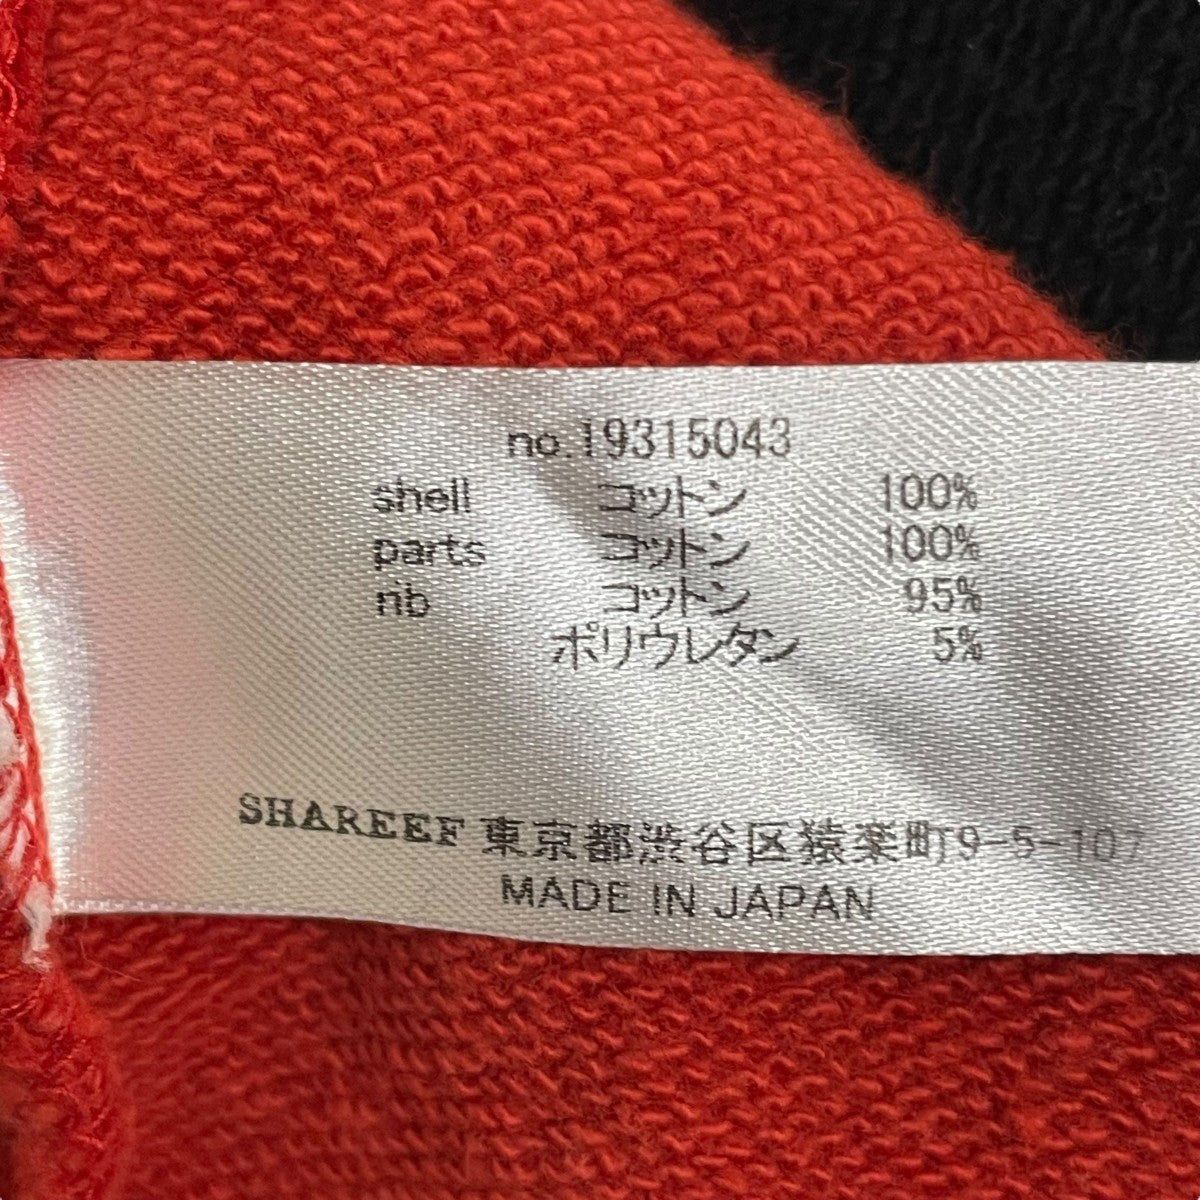 no.19315043
shell コットン 100%
parts コットン 100%
rib コットン 95%
ポリウレタン 5%
SHAREEF 東京都渋谷区猿楽町9-5-107
MADE IN JAPAN